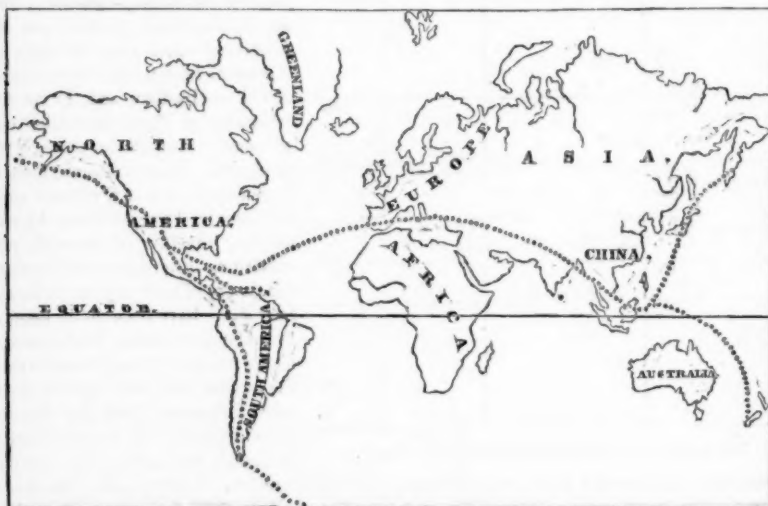 GREENLAND
NORTH
AMERICA.
EUROPE
ASIA.
AFRICA
CHINA.
EQUATOR.
SOUTH AMERICA
AUSTRALIA